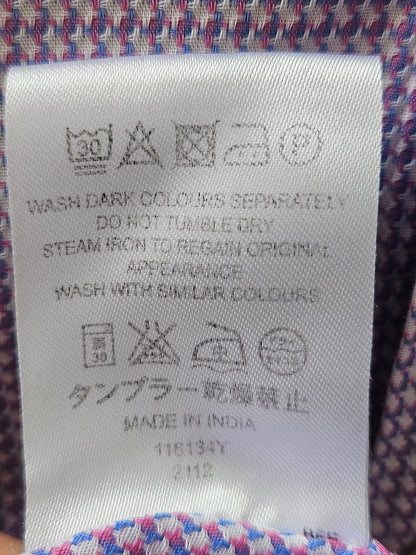 30 P
WASH DARK COLOURS SEPARATELY
DO NOT TUMBLE DRY
STEAM IRON TO REGAIN ORIGINAL
APPEARANCE
WASH WITH SIMILAR COLOURS
30
タンブラー乾燥禁止
MADE IN INDIA
116134Y
2112